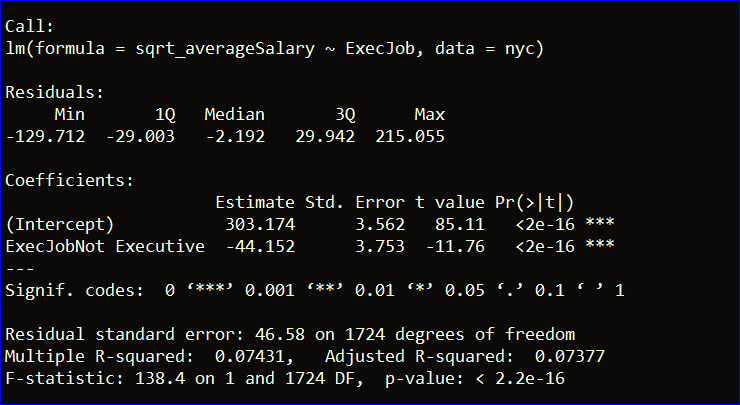 Call:
lm(formula = sqrt_averageSalary ~ ExecJob, data = nyc)
Residuals:
     Min       1Q   Median       3Q      Max
-129.712  -29.003   -2.192   29.942  215.055
Coefficients:
                     Estimate Std. Error t value Pr(>|t|)
(Intercept)           303.174      3.562   85.11   <2e-16 ***
ExecJobNot Executive  -44.152      3.753  -11.76   <2e-16 ***
---
Signif. codes:  0 ‘***’ 0.001 ‘**’ 0.01 ‘*’ 0.05 ‘.’ 0.1 ‘ ’ 1
Residual standard error: 46.58 on 1724 degrees of freedom
Multiple R-squared:  0.07431,   Adjusted R-squared:  0.07377
F-statistic: 138.4 on 1 and 1724 DF,  p-value: < 2.2e-16